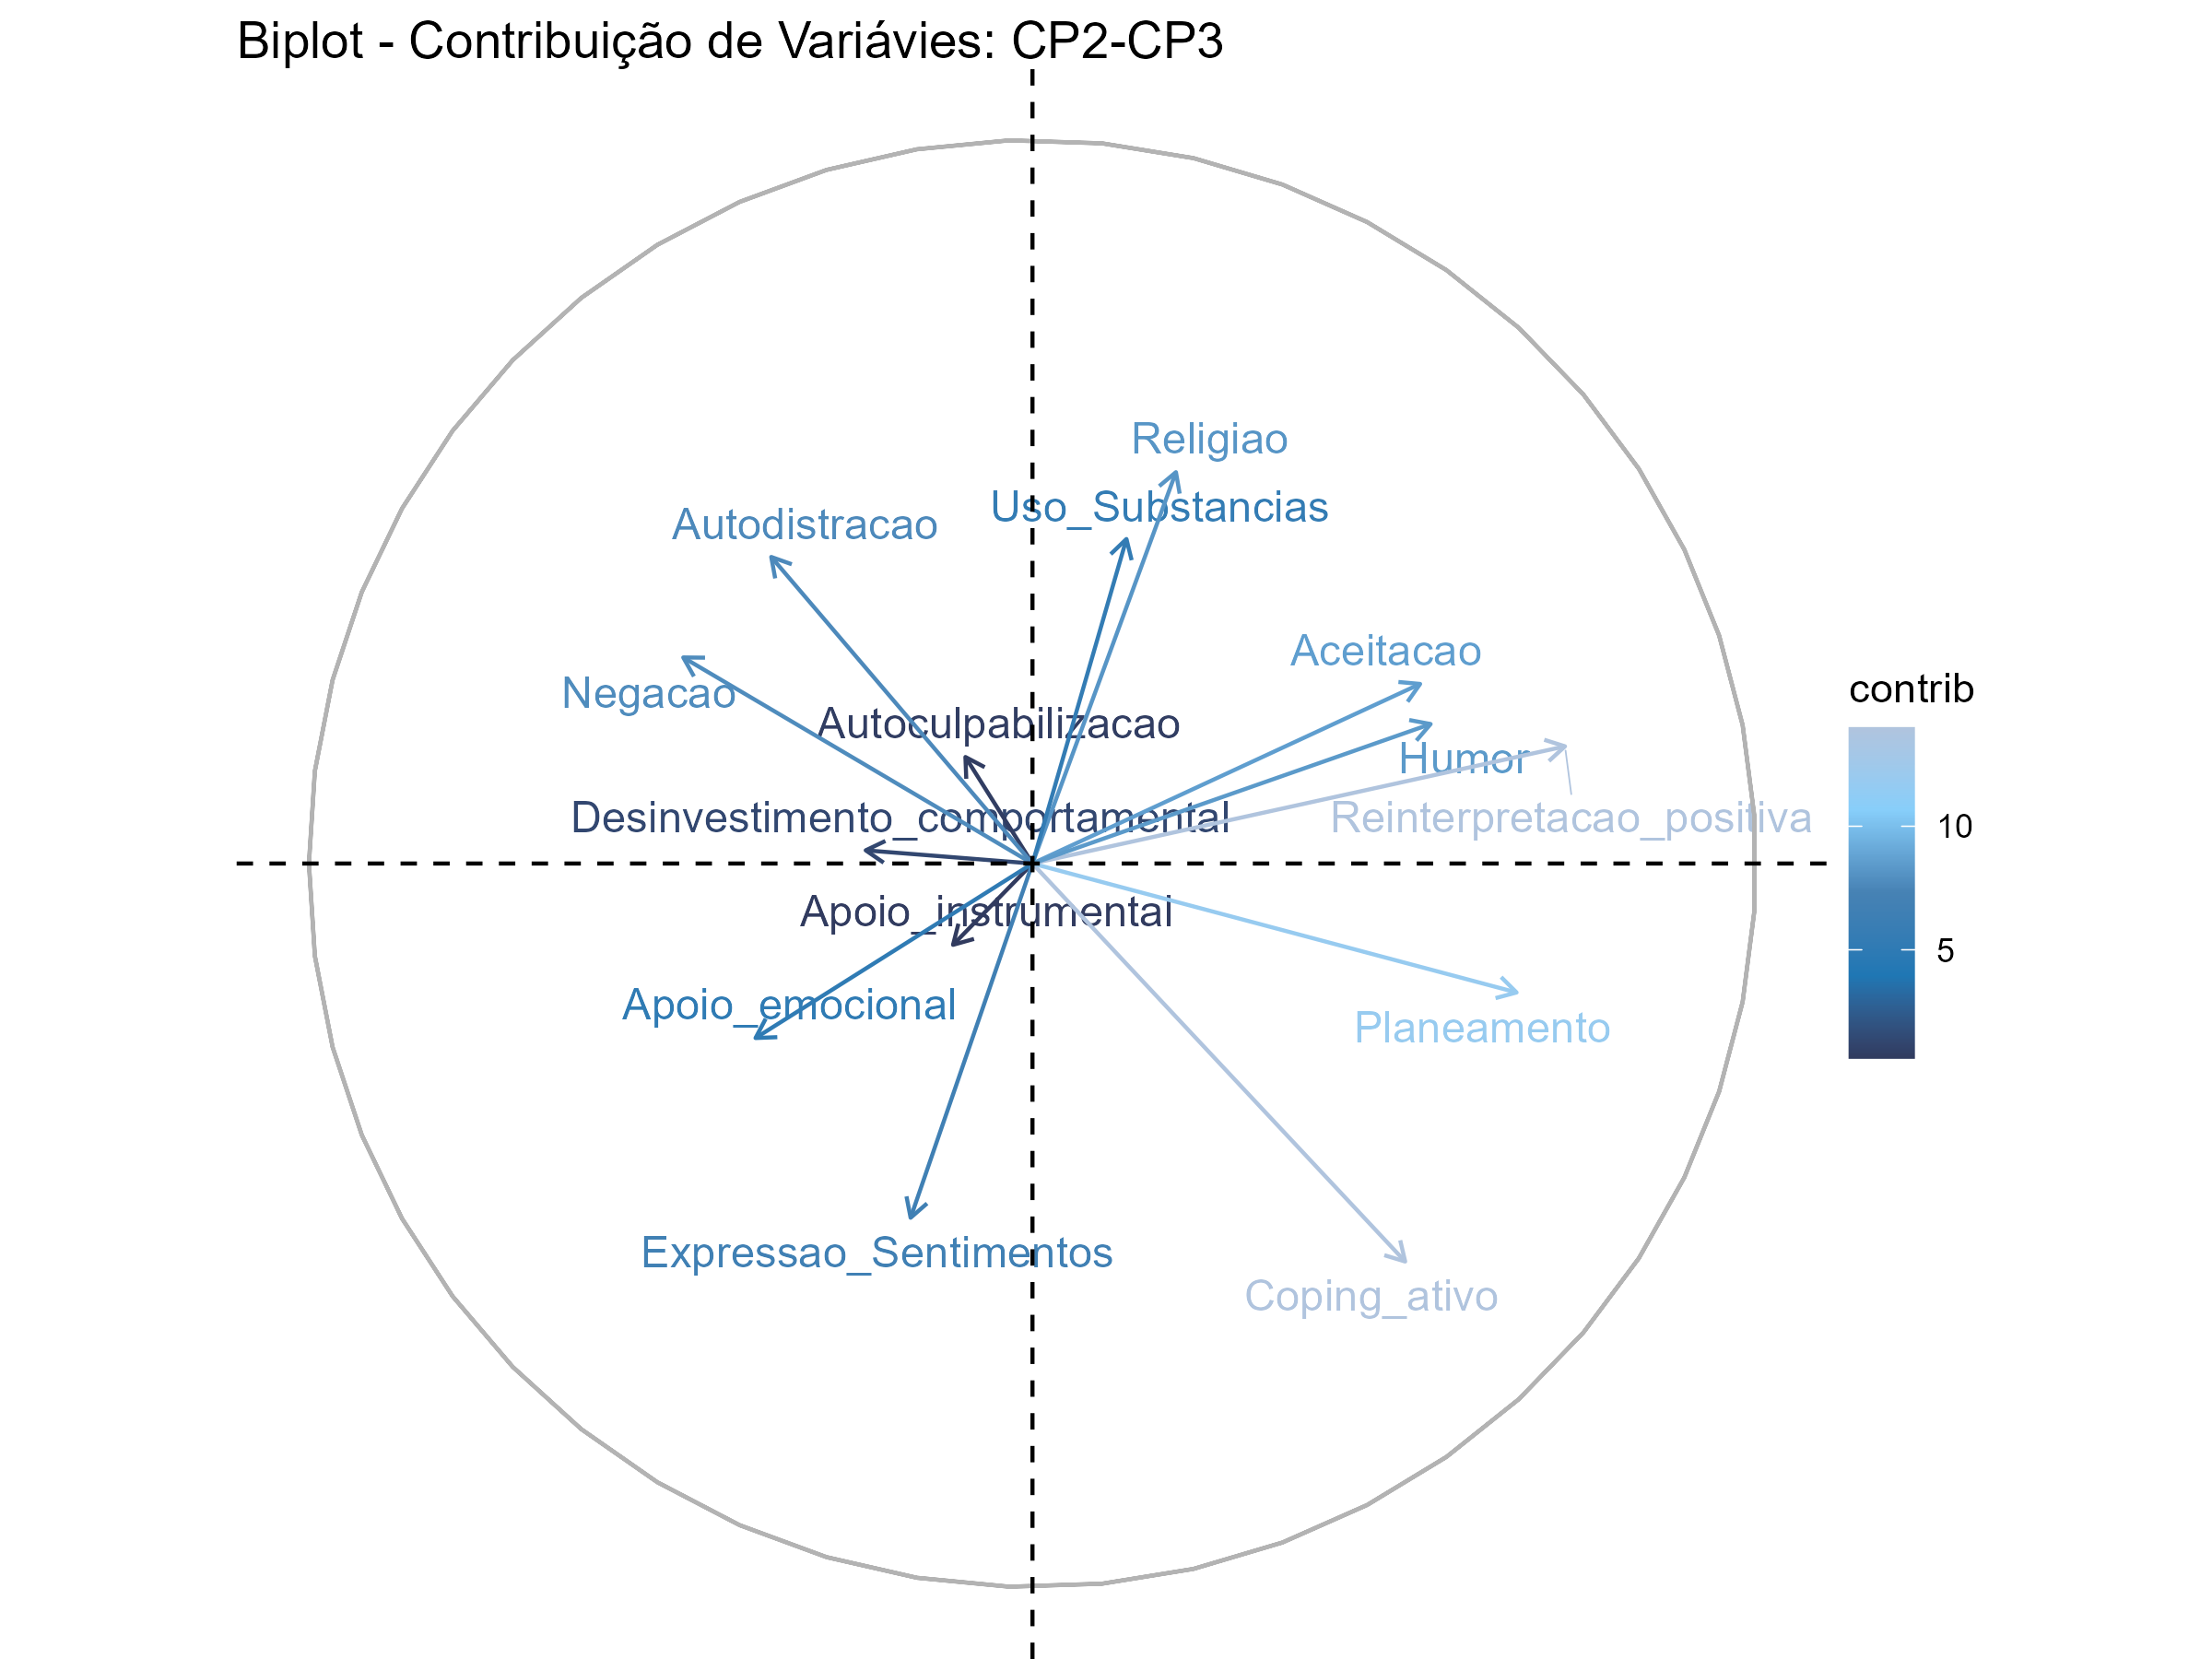 Biplot - Contribuição de Variávies: CP2-CP3
Religiao
Uso_Substancias
Autodistracao
Aceitacao
Negacao
Autoculpabilizacao
Humor
Desinvestimento_comportamental
Reinterpretacao_positiva
Apoio_instrumental
Apoio_emocional
Planeamento
Expressao_Sentimentos
Coping_ativo
contrib
10
5